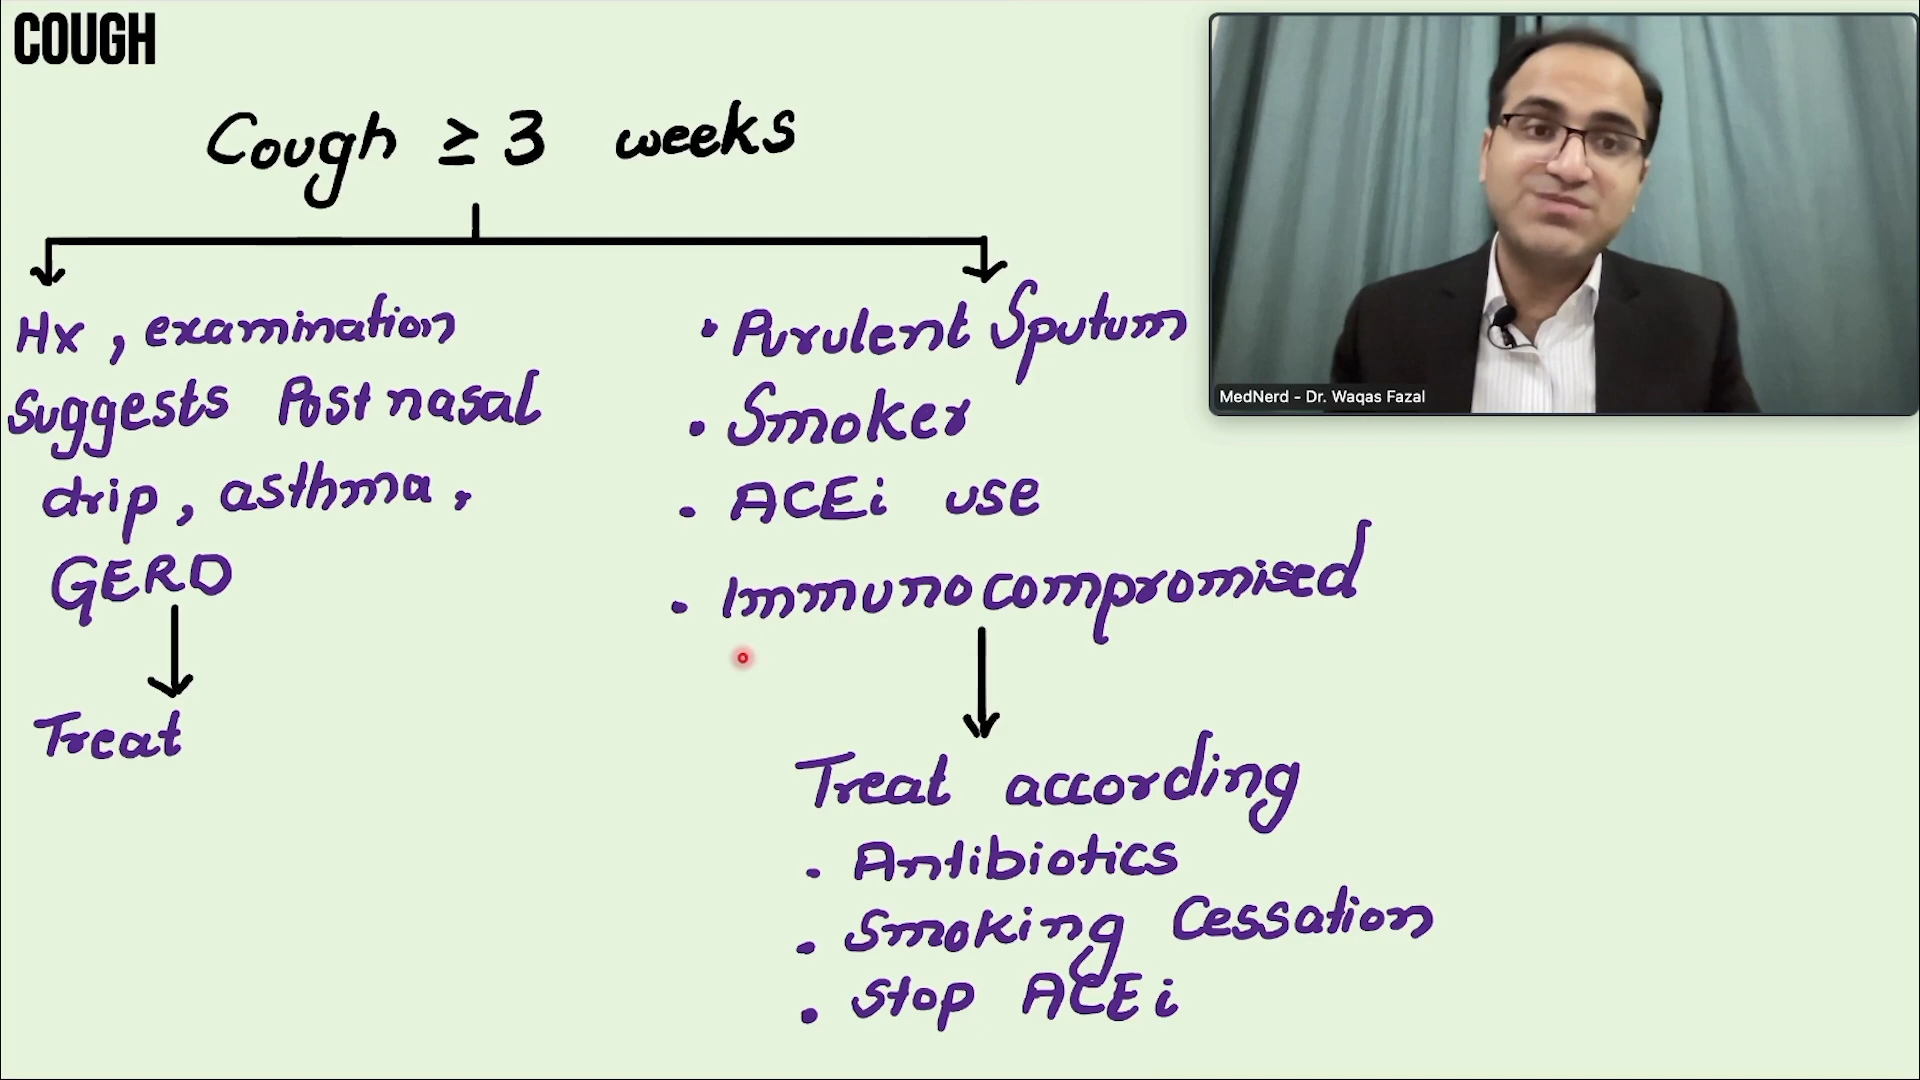 COUGH
Cough ≥ 3 weeks
Hx, examination
Suggests Post nasal
drip, asthma,
GERD
Treat
• Purulent Sputum
• Smoker
• ACEi use
• Immunocompromised
Treat according
• Antibiotics
• Smoking Cessation
• Stop ACEi
MedNerd - Dr. Waqas Fazal